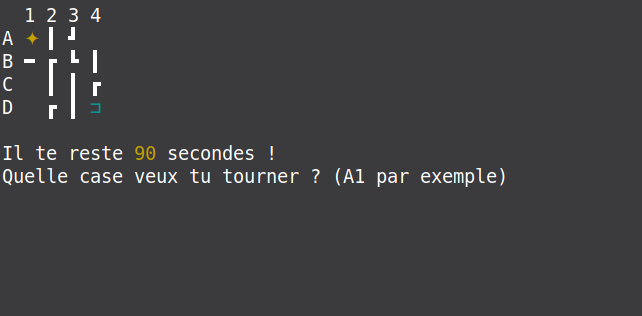 1 2 3 4
A ✦ ┃ ┛
B ━ ┏ ┗ ┃
C   ┃ ┃ ┏
D   ┏ ┃ ⊐
Il te reste 90 secondes !
Quelle case veux tu tourner ? (A1 par exemple)